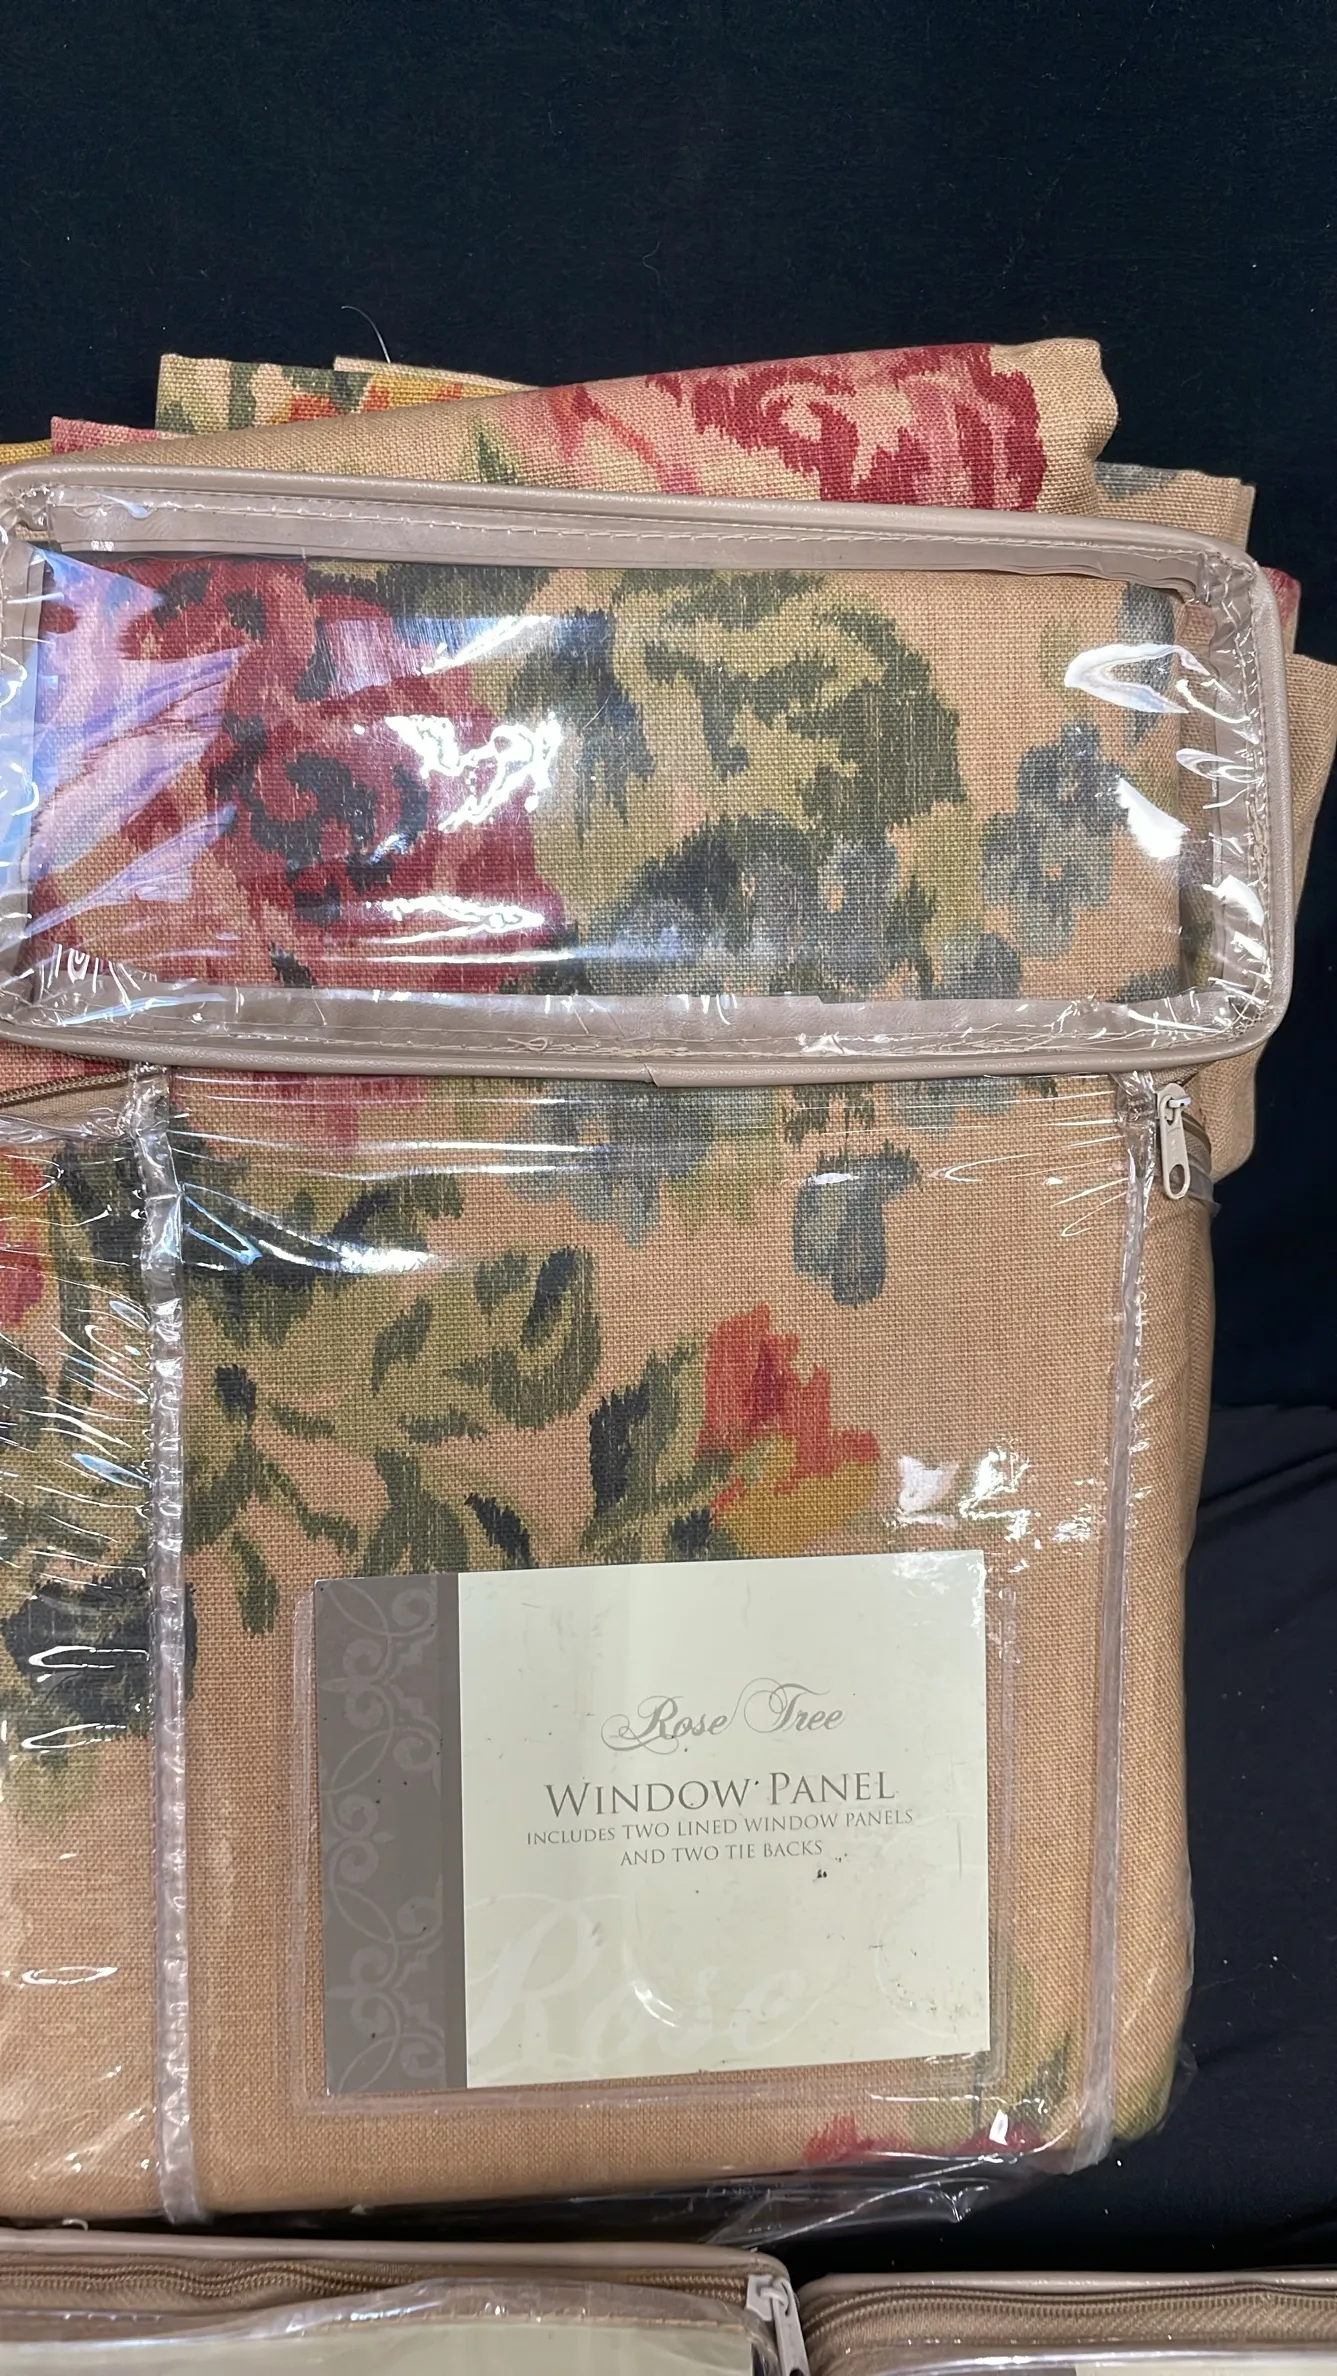 Rose Tree
WINDOW PANEL
INCLUDES TWO LINED WINDOW PANELS
AND TWO TIE BACKS
Rose